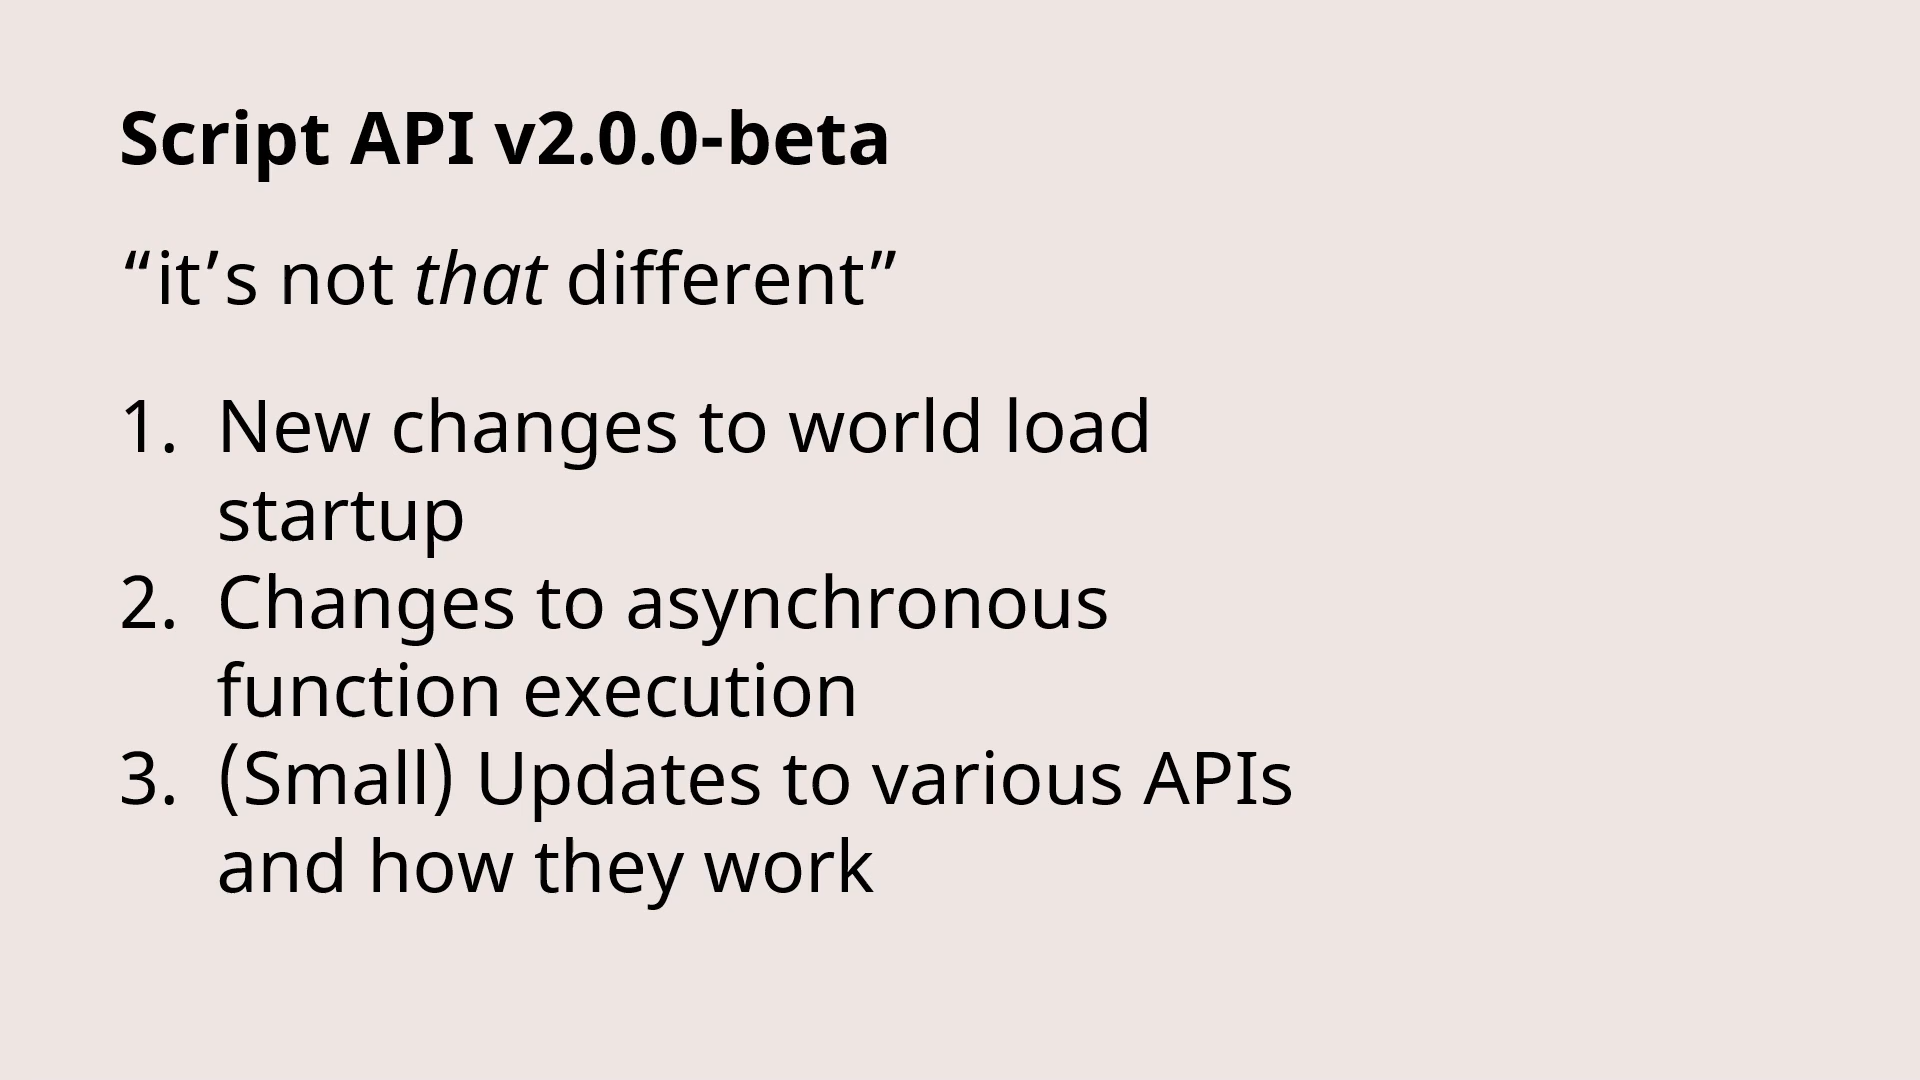 Script API v2.0.0-beta
“it’s not that different”
1. New changes to world load
startup
2. Changes to asynchronous
function execution
3. (Small) Updates to various APIs
and how they work